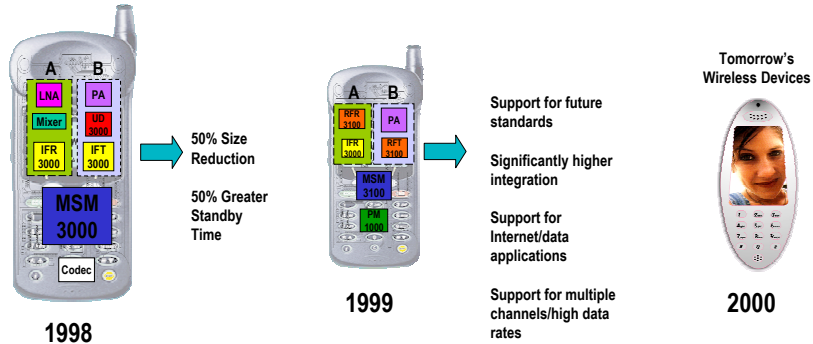 A B
LNA
PA
Mixer
UD
3000
IFR
3000
IFT
3000
MSM
3000
Codec
1998
50% Size
Reduction
50% Greater
Standby
Time
A B
RFR
3100
PA
IFR
3000
RFT
3100
MSM
3100
PM
1000
1999
Support for future
standards
Significantly higher
integration
Support for
Internet/data
applications
Support for multiple
channels/high data
rates
Tomorrow's
Wireless Devices
2000